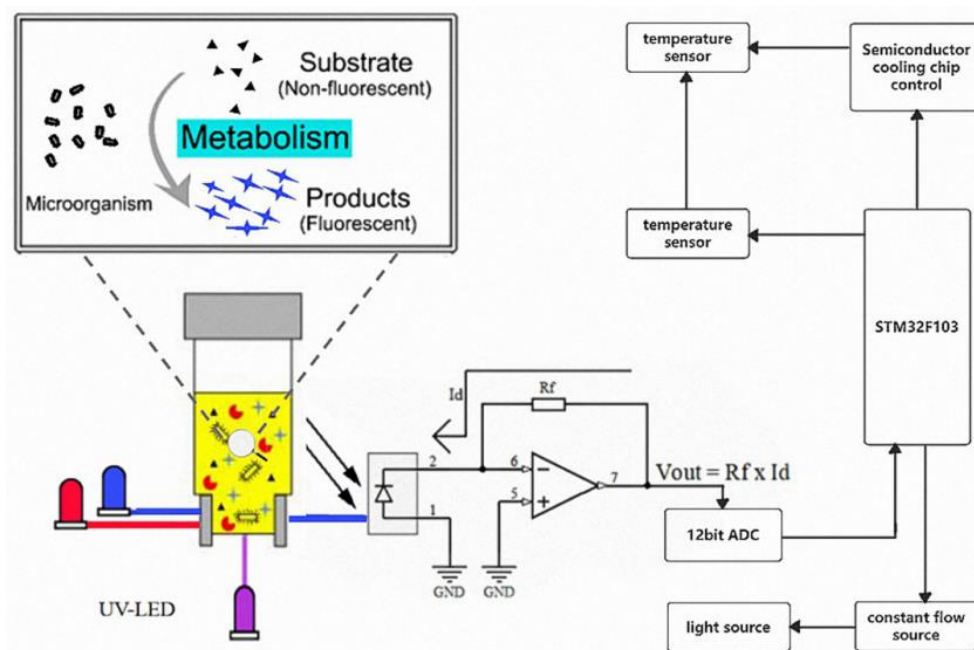 Substrate
(Non-fluorescent)
Metabolism
Microorganism
Products
(Fluorescent)
temperature
sensor
Semiconductor
cooling chip
control
temperature
sensor
STM32F103
Id
Rf
2
6
7
5
1
Vout = Rf x Id
GND
GND
12bit ADC
UV-LED
light source
constant flow
source